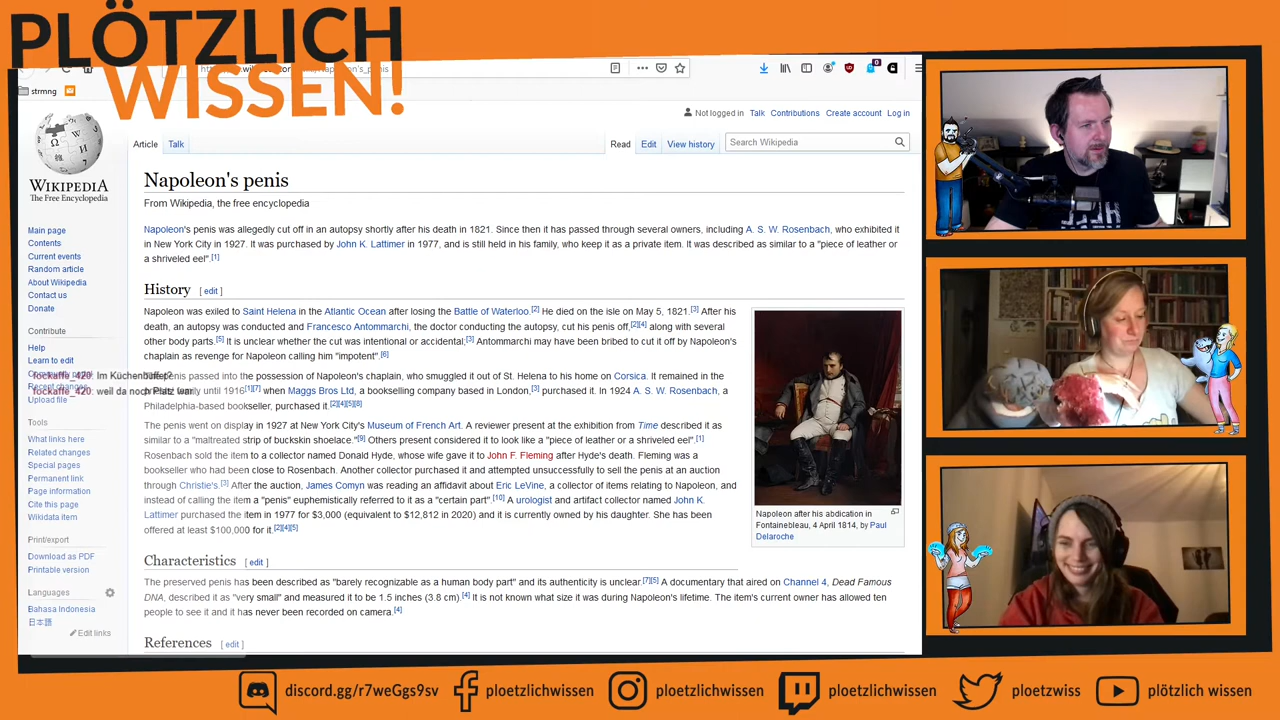 PLÖTZLICH
WISSEN!
strmng
Not logged in Talk Contributions Create account Log in
Article Talk
Read Edit View history
Search Wikipedia
WIKIPEDIA
The Free Encyclopedia
Main page
Contents
Current events
Random article
About Wikipedia
Contact us
Donate
Contribute
Help
Learn to edit
Recent changes
Upload file
Tools
What links here
Related changes
Special pages
Permanent link
Page information
Cite this page
Wikidata item
Print/export
Download as PDF
Printable version
Languages
Bahasa Indonesia
日本語
Edit links
fockaffe_420: Im Küchenbüffet?
fockaffe_420: weil da noch Platz war
Napoleon's penis
From Wikipedia, the free encyclopedia
Napoleon's penis was allegedly cut off in an autopsy shortly after his death in 1821. Since then it has passed through several owners, including A. S. W. Rosenbach, who exhibited it
in New York City in 1927. It was purchased by John K. Lattimer in 1977, and is still held in his family, who keep it as a private item. It was described as similar to a "piece of leather or
a shriveled eel".[1]
History [ edit ]
Napoleon was exiled to Saint Helena in the Atlantic Ocean after losing the Battle of Waterloo.[2] He died on the isle on May 5, 1821.[3] After his
death, an autopsy was conducted and Francesco Antommarchi, the doctor conducting the autopsy, cut his penis off,[2][4] along with several
other body parts.[5] It is unclear whether the cut was intentional or accidental;[3] Antommarchi may have been bribed to cut it off by Napoleon's
chaplain as revenge for Napoleon calling him "impotent".[6]
penis passed into the possession of Napoleon's chaplain, who smuggled it out of St. Helena to his home on Corsica. It remained in the
family until 1916[1][7] when Maggs Bros Ltd, a bookselling company based in London,[3] purchased it. In 1924 A. S. W. Rosenbach, a
Philadelphia-based bookseller, purchased it.[2][4][5][8]
The penis went on display in 1927 at New York City's Museum of French Art. A reviewer present at the exhibition from Time described it as
similar to a "maltreated strip of buckskin shoelace."[9] Others present considered it to look like a "piece of leather or a shriveled eel".[1]
Rosenbach sold the item to a collector named Donald Hyde, whose wife gave it to John F. Fleming after Hyde's death. Fleming was a
bookseller who had been close to Rosenbach. Another collector purchased it and attempted unsuccessfully to sell the penis at an auction
through Christie's.[3] After the auction, James Comyn was reading an affidavit about Eric LeVine, a collector of items relating to Napoleon, and
instead of calling the item a "penis" euphemistically referred to it as a "certain part".[10] A urologist and artifact collector named John K.
Lattimer purchased the item in 1977 for $3,000 (equivalent to $12,812 in 2020) and it is currently owned by his daughter. She has been
offered at least $100,000 for it.[2][4][5]
Napoleon after his abdication in
Fontainebleau, 4 April 1814, by Paul
Delaroche
Characteristics [ edit ]
The preserved penis has been described as "barely recognizable as a human body part" and its authenticity is unclear.[7][5] A documentary that aired on Channel 4, Dead Famous
DNA, described it as "very small" and measured it to be 1.5 inches (3.8 cm).[4] It is not known what size it was during Napoleon's lifetime. The item's current owner has allowed ten
people to see it and it has never been recorded on camera.[4]
References [ edit ]
discord.gg/r7weGgs9sv ploetzlichwissen ploetzlichwissen ploetzlichwissen ploetzwiss plötzlich wissen